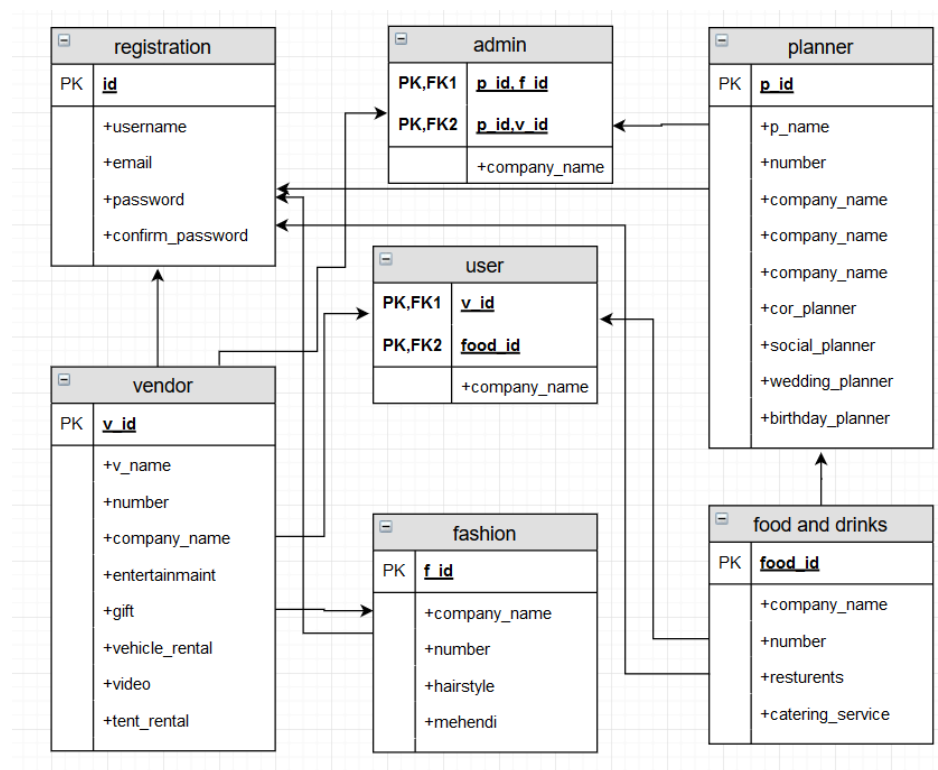 registration
PK id
+username
+email
+password
+confirm_password
admin
PK,FK1 p_id, f_id
PK,FK2 p_id,v_id
+company_name
planner
PK p_id
+p_name
+number
+company_name
+company_name
+company_name
+cor_planner
+social_planner
+wedding_planner
+birthday_planner
user
PK,FK1 v_id
PK,FK2 food_id
+company_name
vendor
PK v_id
+v_name
+number
+company_name
+entertainmaint
+gift
+vehicle_rental
+video
+tent_rental
fashion
PK f_id
+company_name
+number
+hairstyle
+mehendi
food and drinks
PK food_id
+company_name
+number
+resturents
+catering_service